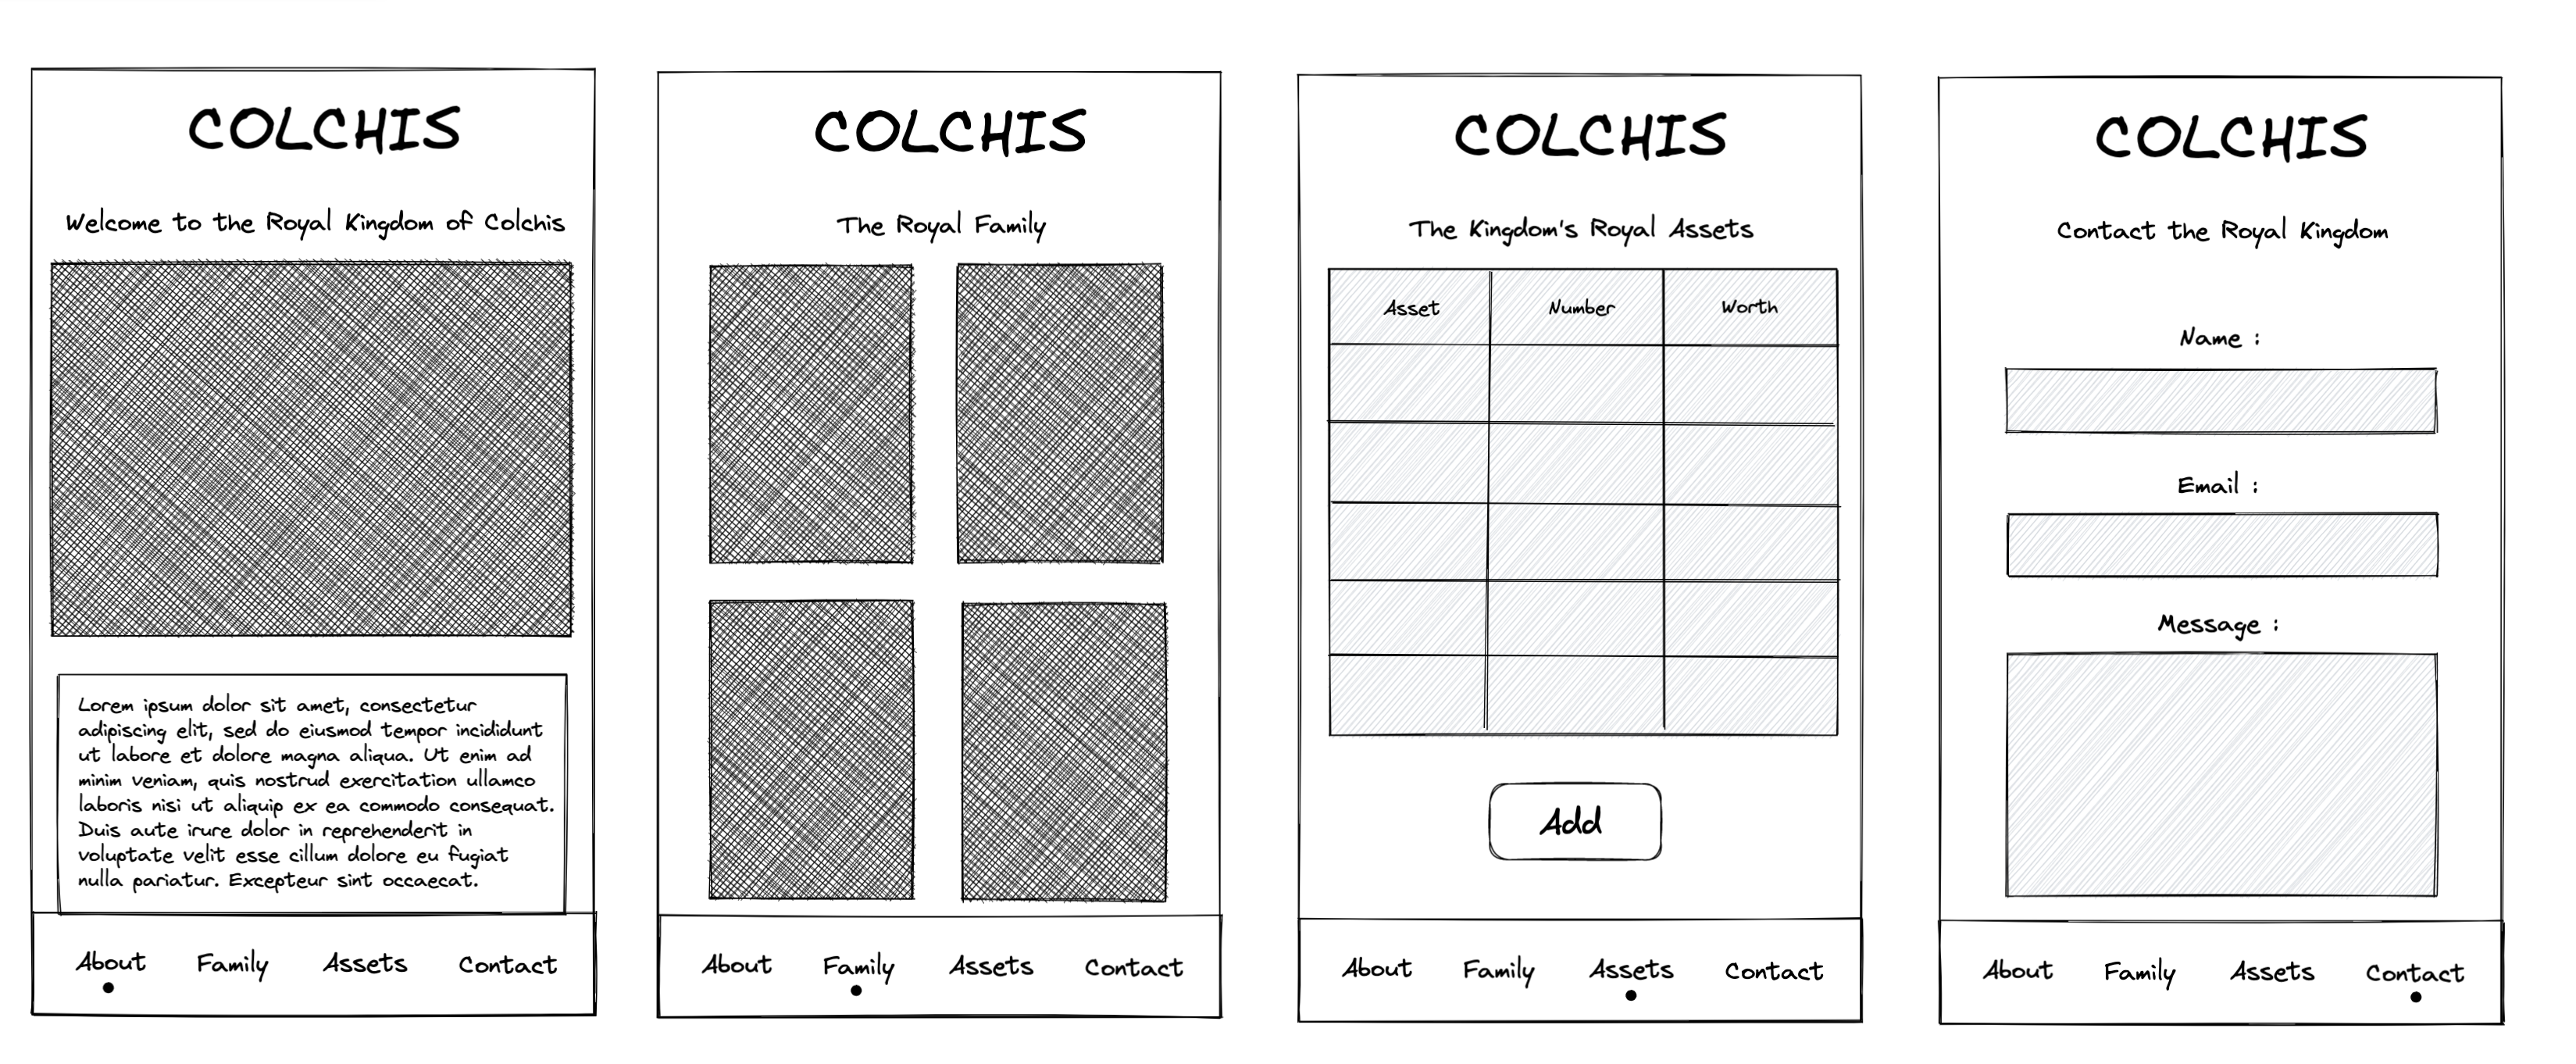 COLCHIS
Welcome to the Royal Kingdom of Colchis
Lorem ipsum dolor sit amet, consectetur
adipiscing elit, sed do eiusmod tempor incididunt
ut labore et dolore magna aliqua. Ut enim ad
minim veniam, quis nostrud exercitation ullamco
laboris nisi ut aliquip ex ea commodo consequat.
Duis aute irure dolor in reprehenderit in
voluptate velit esse cillum dolore eu fugiat
nulla pariatur. Excepteur sint occaecat.
About Family Assets Contact
COLCHIS
The Royal Family
About Family Assets Contact
COLCHIS
The Kingdom's Royal Assets
Asset Number Worth
Add
About Family Assets Contact
COLCHIS
Contact the Royal Kingdom
Name :
Email :
Message :
About Family Assets Contact